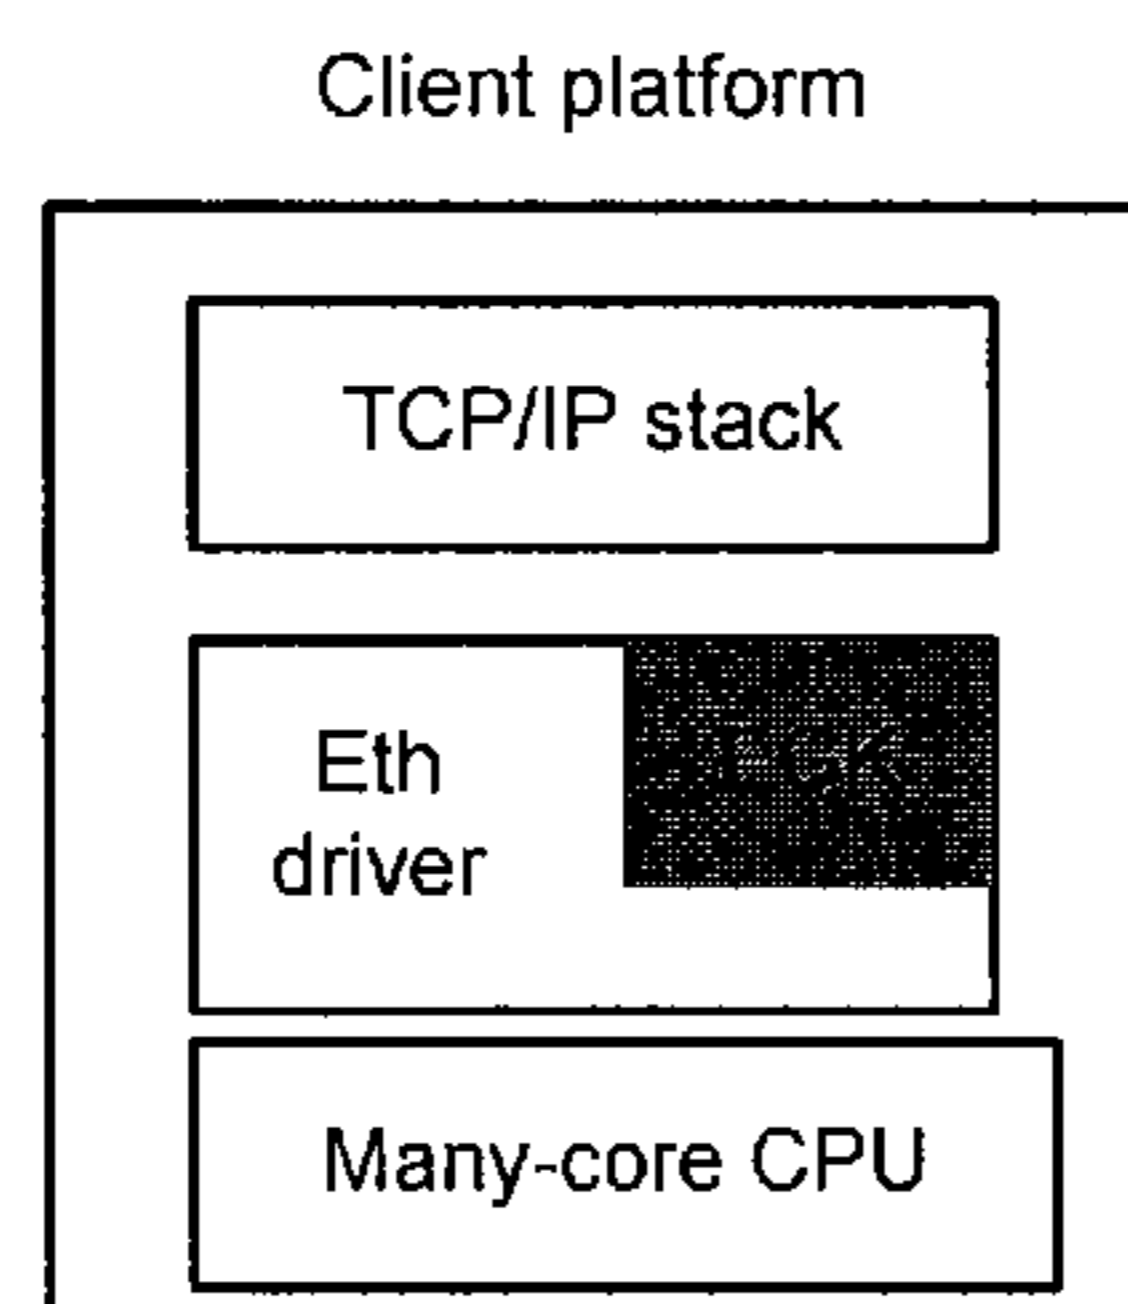 Client platform
TCP/IP stack
Eth
driver
Many-core CPU